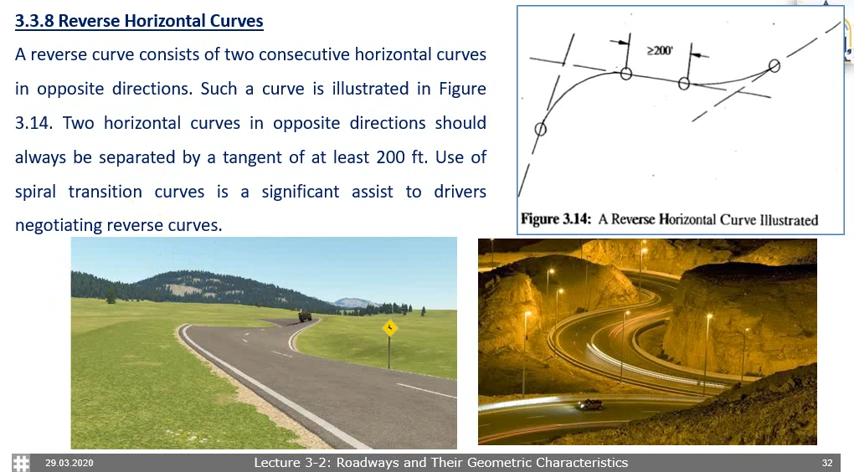 3.3.8 Reverse Horizontal Curves
A reverse curve consists of two consecutive horizontal curves
in opposite directions. Such a curve is illustrated in Figure
3.14. Two horizontal curves in opposite directions should
always be separated by a tangent of at least 200 ft. Use of
spiral transition curves is a significant assist to drivers
negotiating reverse curves.
≥200'
Figure 3.14: A Reverse Horizontal Curve Illustrated
29.03.2020
Lecture 3-2: Roadways and Their Geometric Characteristics
32